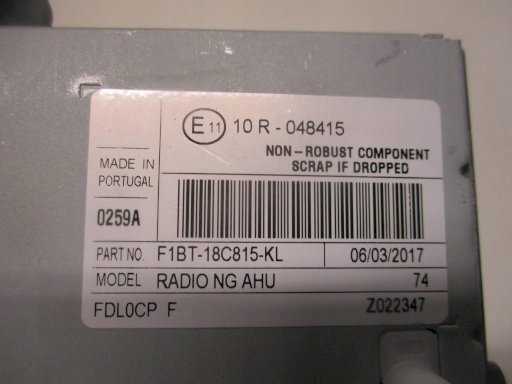 E 11 10 R - 048415
NON-ROBUST COMPONENT
SCRAP IF DROPPED
MADE IN
PORTUGAL
0259A
PART NO. F1BT-18C815-KL 06/03/2017
MODEL RADIO NG AHU 74
FDL0CP F Z022347